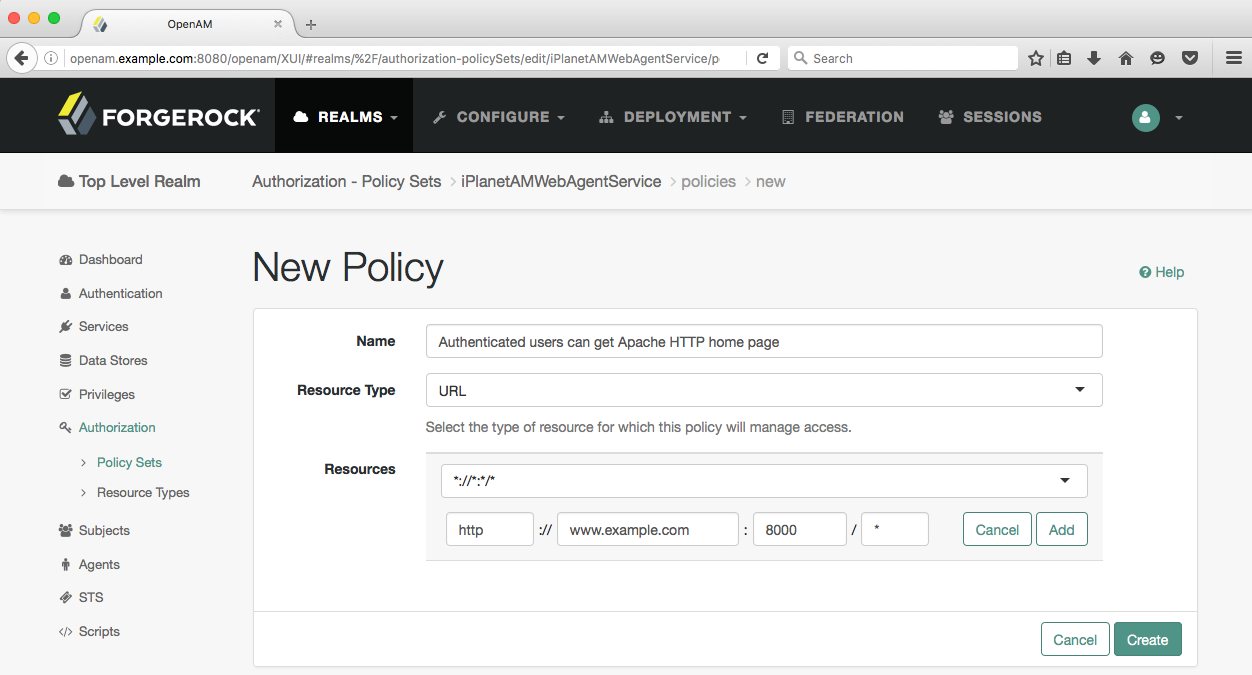 OpenAM
openam.example.com:8080/openam/XUI/#realms/%2F/authorization-policySets/edit/iPlanetAMWebAgentService/p
Search
FORGEROCK
REALMS
CONFIGURE
DEPLOYMENT
FEDERATION
SESSIONS
Top Level Realm
Authorization - Policy Sets > iPlanetAMWebAgentService > policies > new
Dashboard
Authentication
Services
Data Stores
Privileges
Authorization
Policy Sets
Resource Types
Subjects
Agents
STS
Scripts
New Policy
Help
Name
Authenticated users can get Apache HTTP home page
Resource Type
URL
Select the type of resource for which this policy will manage access.
Resources
*://*:*/*
http :// www.example.com : 8000 / *
Cancel
Add
Cancel
Create